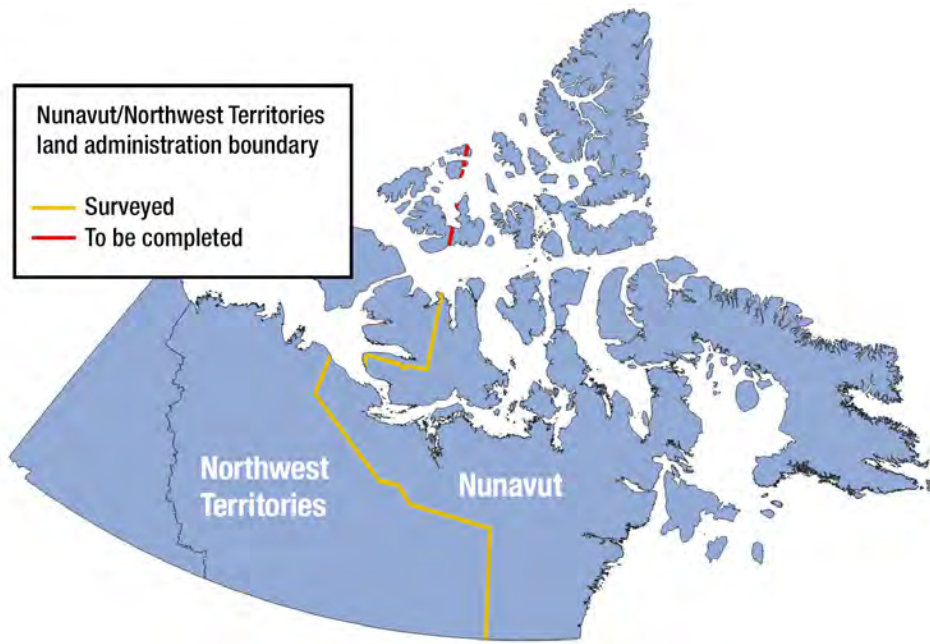 Nunavut/Northwest Territories
land administration boundary
Surveyed
To be completed
Northwest
Territories
Nunavut